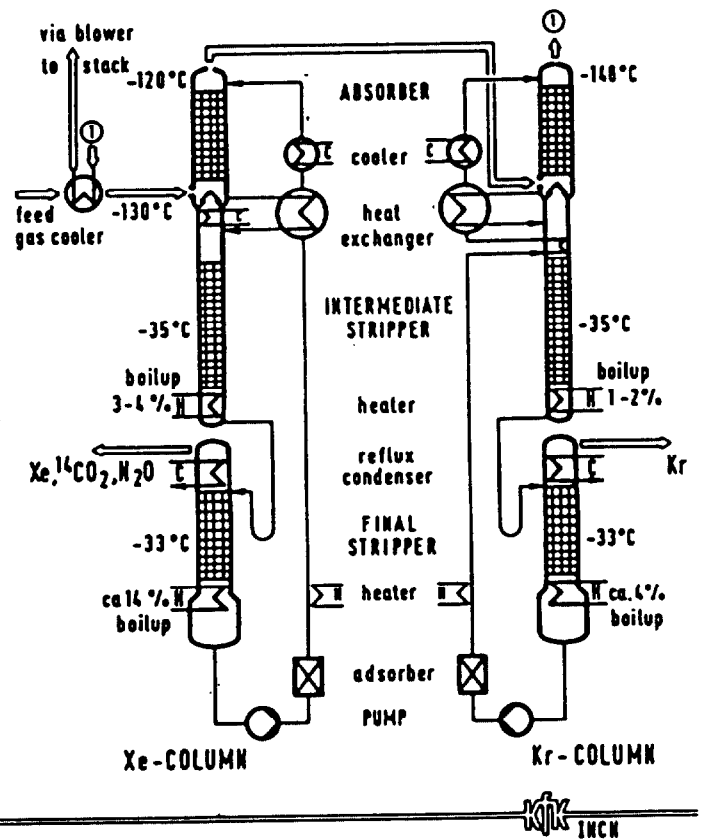 via blower
to stack
①
①
-120°C
-148°C
ABSORBER
C cooler C
feed
gas cooler
-130°C
C
heat
exchanger
INTERMEDIATE
STRIPPER
-35°C
-35°C
boilup
3-4% H
heater
boilup
H 1-2%
Xe,¹⁴CO₂,N₂O
C
reflux
condenser
C
Kr
FINAL
STRIPPER
-33°C
-33°C
ca 14% H
boilup
H heater H
H ca.4%
boilup
adsorber
PUMP
Xe-COLUMN
Kr-COLUMN
KfK
INCH